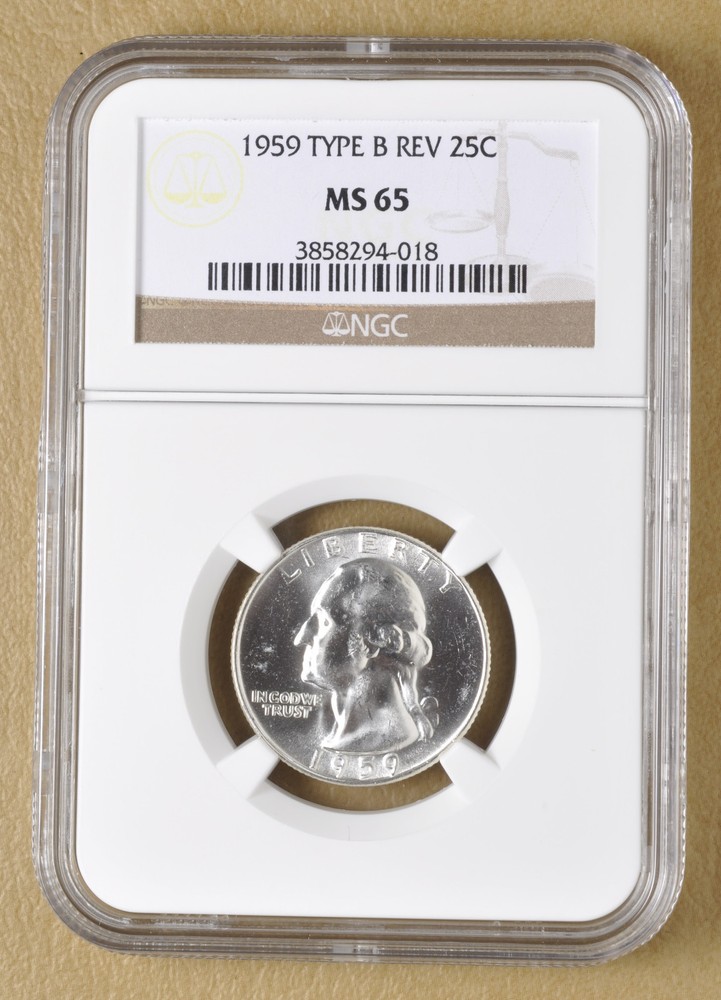 1959 TYPE B REV 25C
MS 65
3858294-018
NGC
LIBERTY
IN GOD WE
TRUST
1959